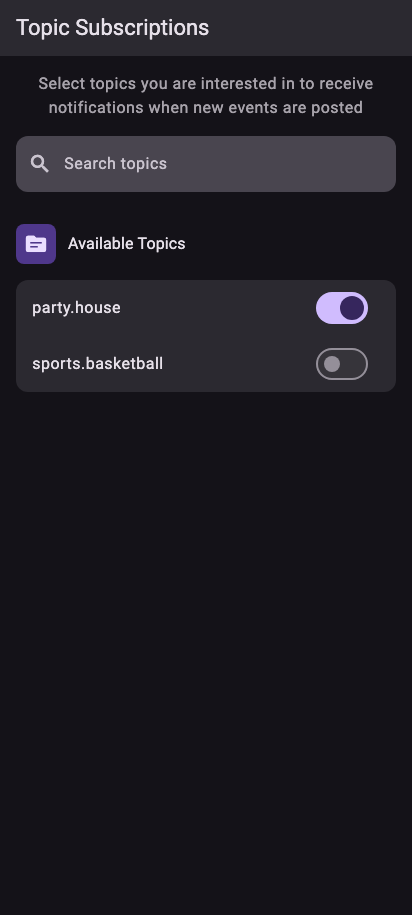 Topic Subscriptions
Select topics you are interested in to receive
notifications when new events are posted
Search topics
Available Topics
party.house
sports.basketball